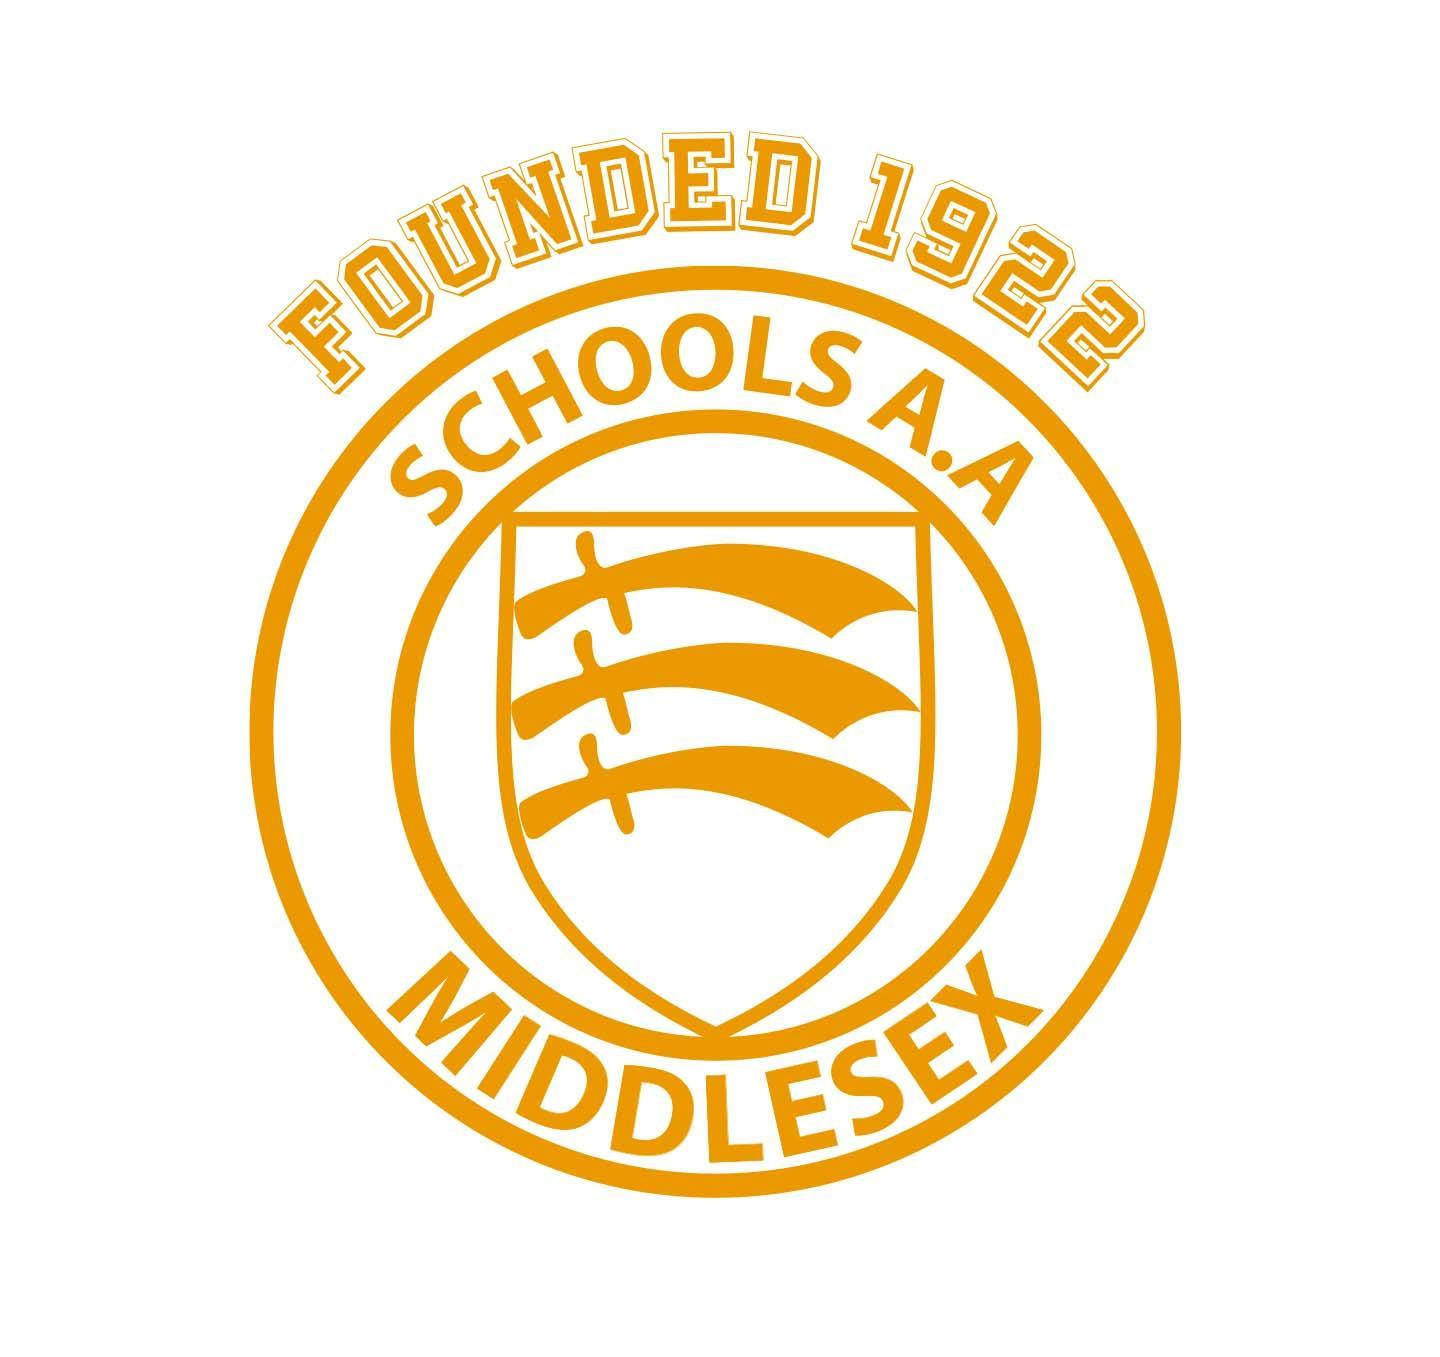 FOUNDED 1922
SCHOOLS A.A
MIDDLESEX